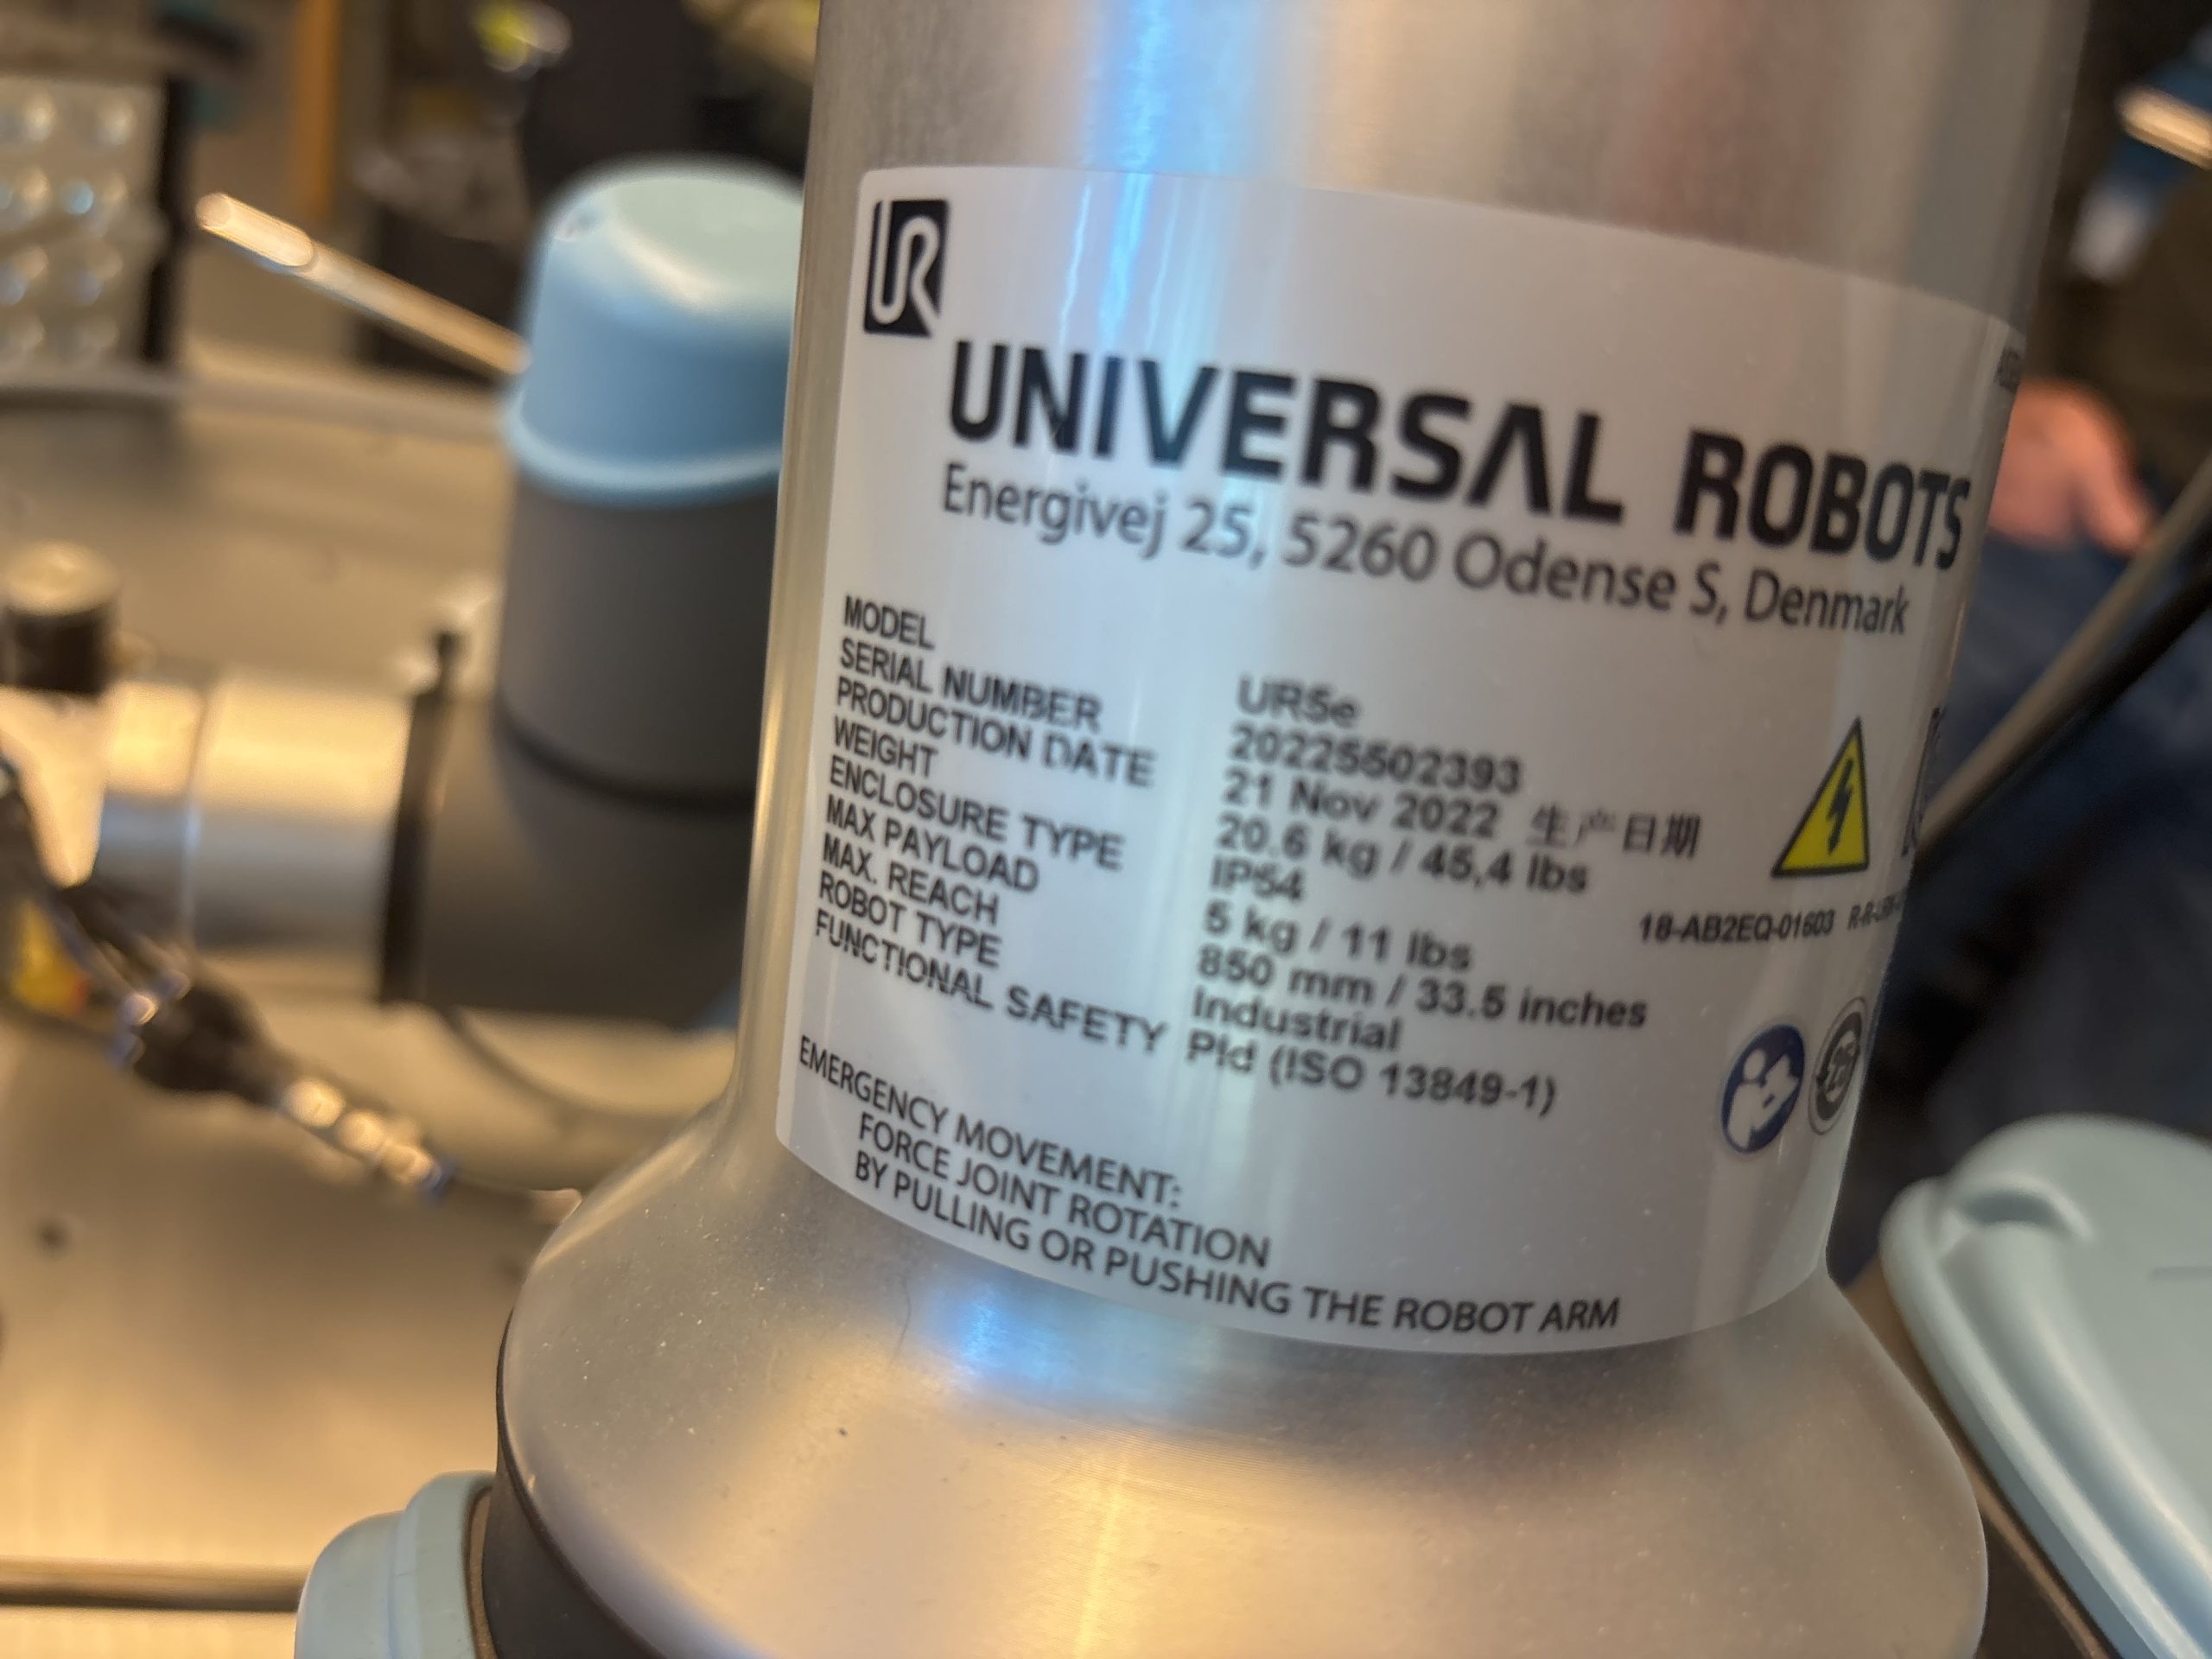 UR
UNIVERSAL ROBOTS
Energivej 25, 5260 Odense S, Denmark
MODEL UR5e
SERIAL NUMBER 20225502393
PRODUCTION DATE 21 Nov 2022 生产日期
WEIGHT 20.6 kg / 45,4 lbs
ENCLOSURE TYPE IP54
MAX PAYLOAD 5 kg / 11 lbs
MAX. REACH 850 mm / 33.5 inches
ROBOT TYPE Industrial
FUNCTIONAL SAFETY Pld (ISO 13849-1)
18-AB2EQ-01603
25
EMERGENCY MOVEMENT:
FORCE JOINT ROTATION
BY PULLING OR PUSHING THE ROBOT ARM